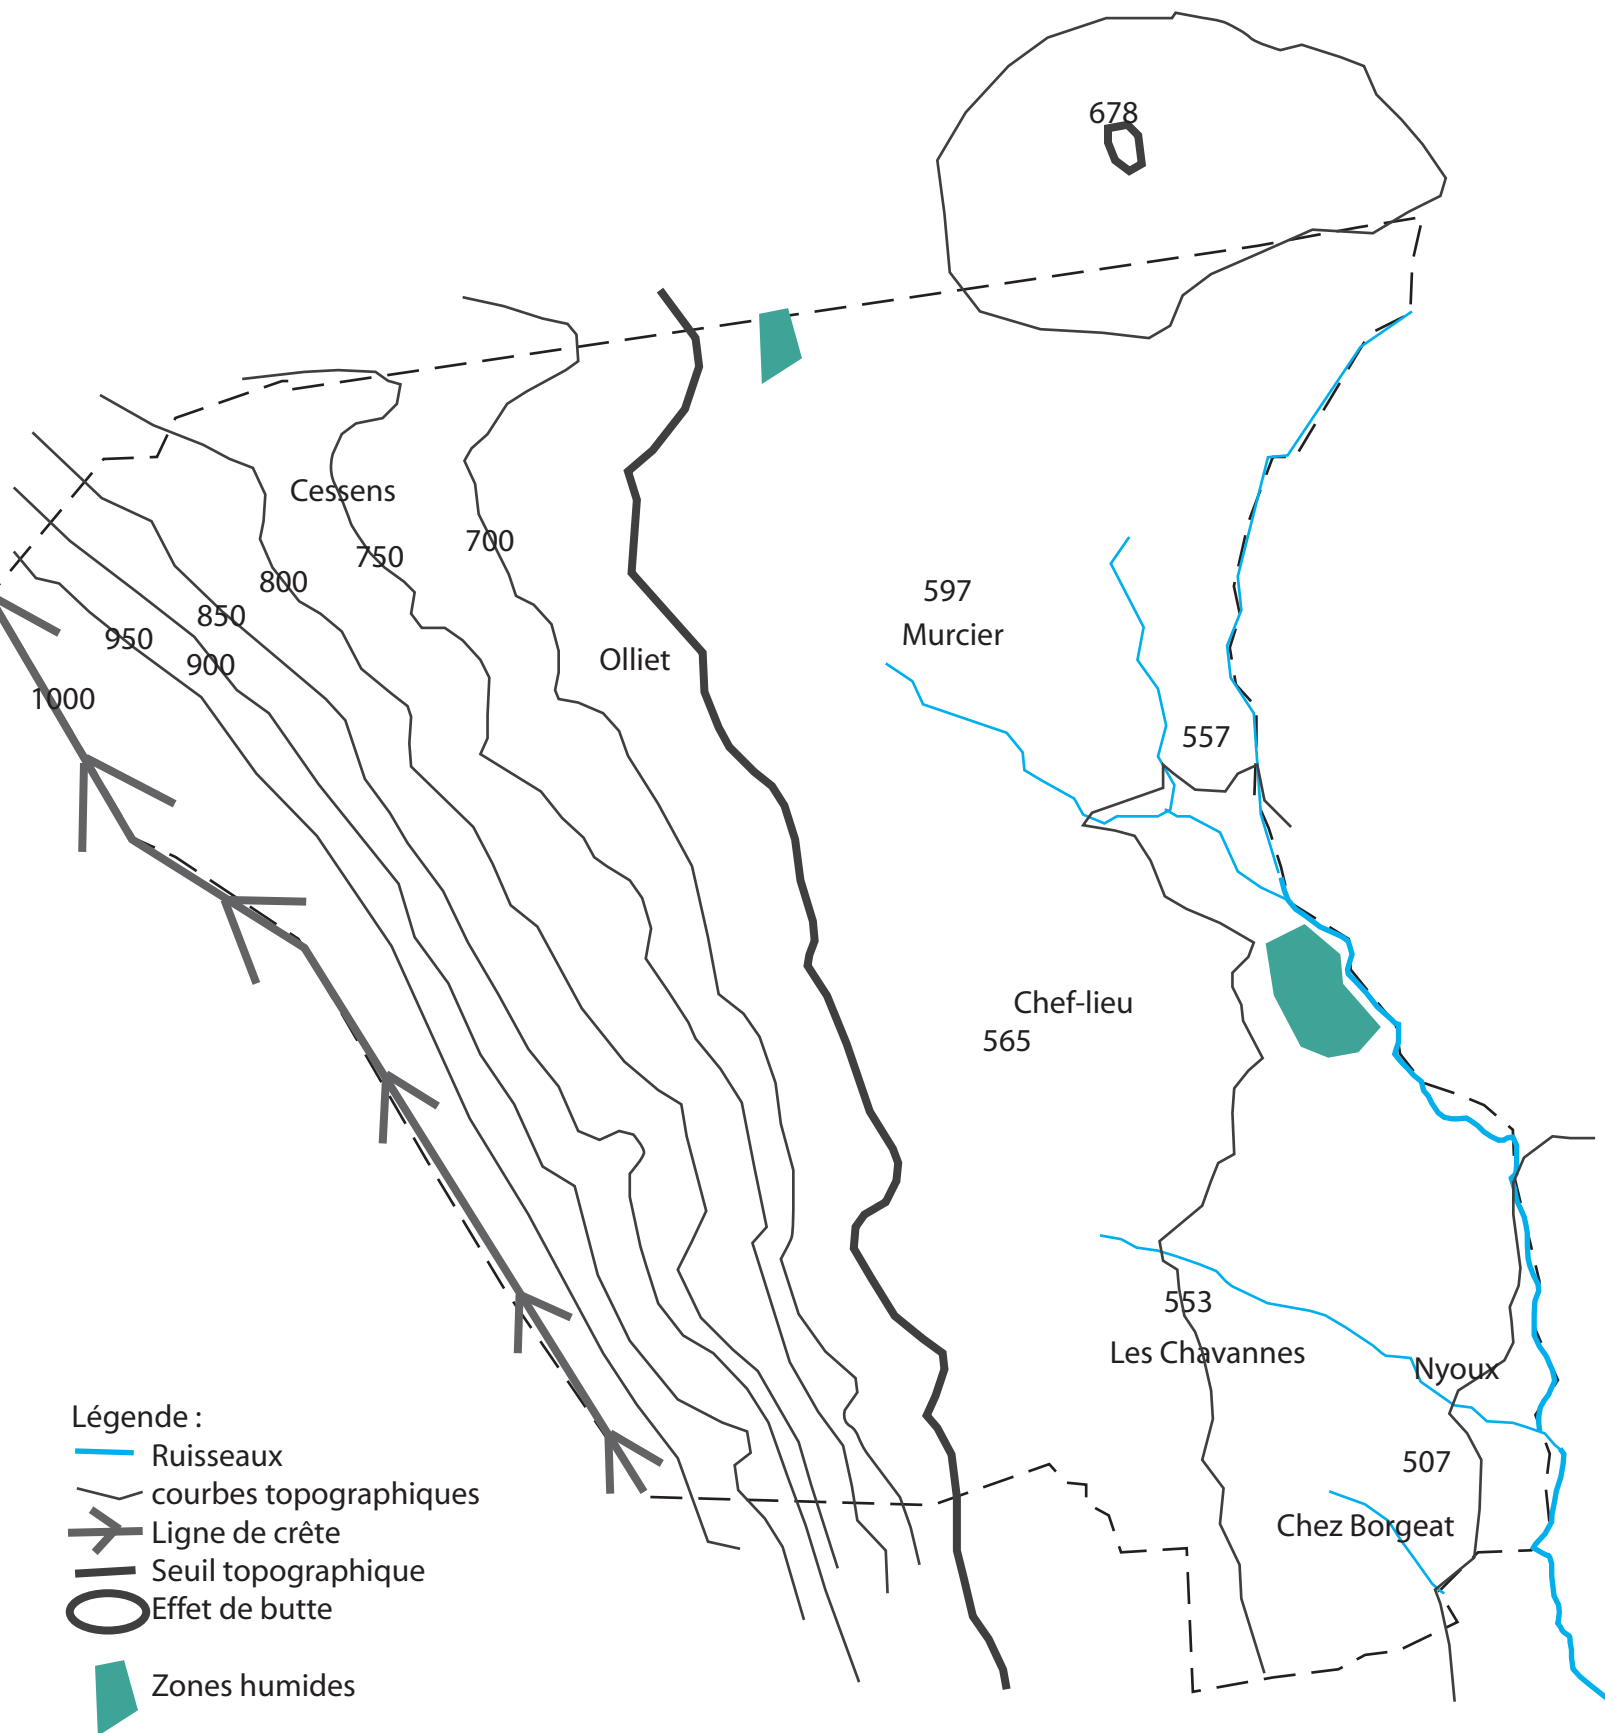 678
Cessens
700
750
800
597
850
Murcier
950
Olliet
900
1000
557
Chef-lieu
565
553
Les Chavannes
Nyoux
Légende :
Ruisseaux
507
courbes topographiques
Chez Borgeat
Ligne de crête
Seuil topographique
Effet de butte
Zones humides